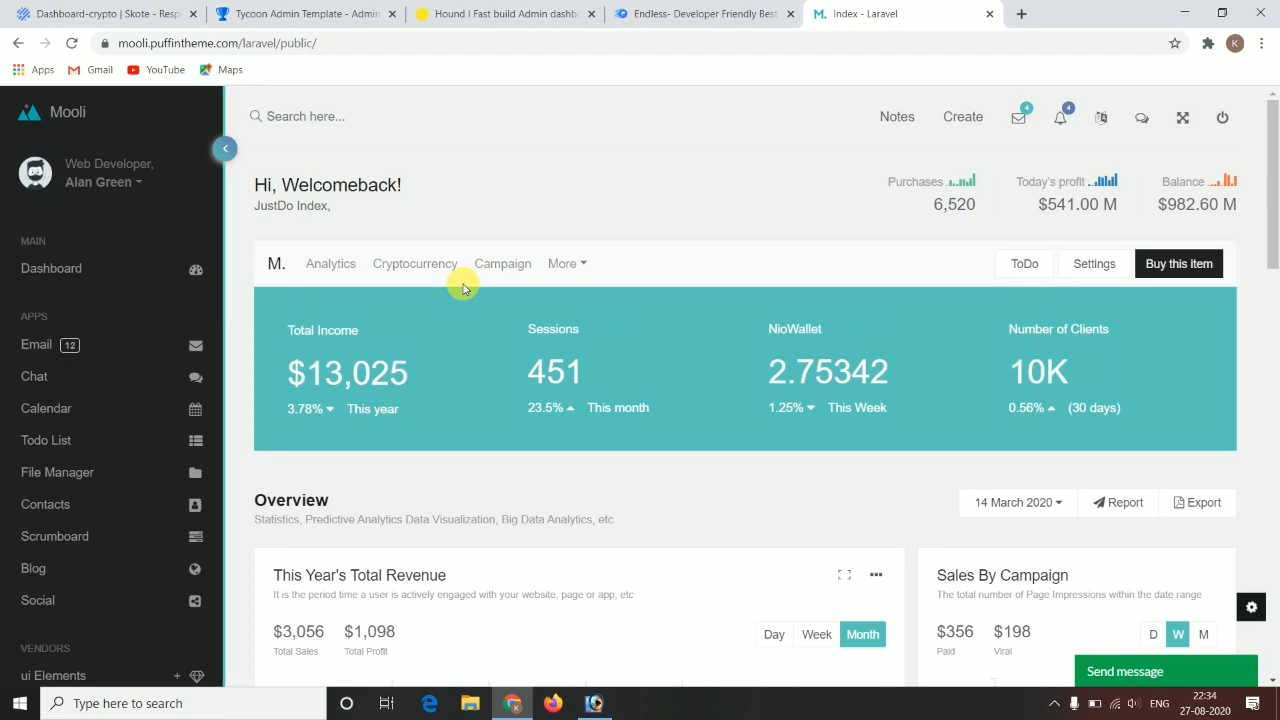 Dashboard-crypto | Skote - Resp
Tycoon Admin Template - Admin
Hound I Fast build Admin dashb
Endless- Developer Friendly Best
M. Index - Laravel
mooli.puffintheme.com/laravel/public/
K
Apps
Gmail
YouTube
Maps
Mooli
Search here...
Notes
Create
4
4
Web Developer,
Alan Green
Hi, Welcomeback!
JustDo Index,
Purchases
6,520
Today's profit
$541.00 M
Balance
$982.60 M
MAIN
Dashboard
APPS
Email 12
Chat
Calendar
Todo List
File Manager
Contacts
Scrumboard
Blog
Social
VENDORS
ui Elements +
M.
Analytics
Cryptocurrency
Campaign
More
ToDo
Settings
Buy this item
Total Income
$13,025
3.78% This year
Sessions
451
23.5% This month
NioWallet
2.75342
1.25% This Week
Number of Clients
10K
0.56% (30 days)
Overview
Statistics, Predictive Analytics Data Visualization, Big Data Analytics, etc.
14 March 2020
Report
Export
This Year's Total Revenue
It is the period time a user is actively engaged with your website, page or app, etc
$3,056
Total Sales
$1,098
Total Profit
Day
Week
Month
Sales By Campaign
The total number of Page Impressions within the date range
$356
Paid
$198
Viral
D
W
M
Send message
Type here to search
ENG
22:34
27-08-2020